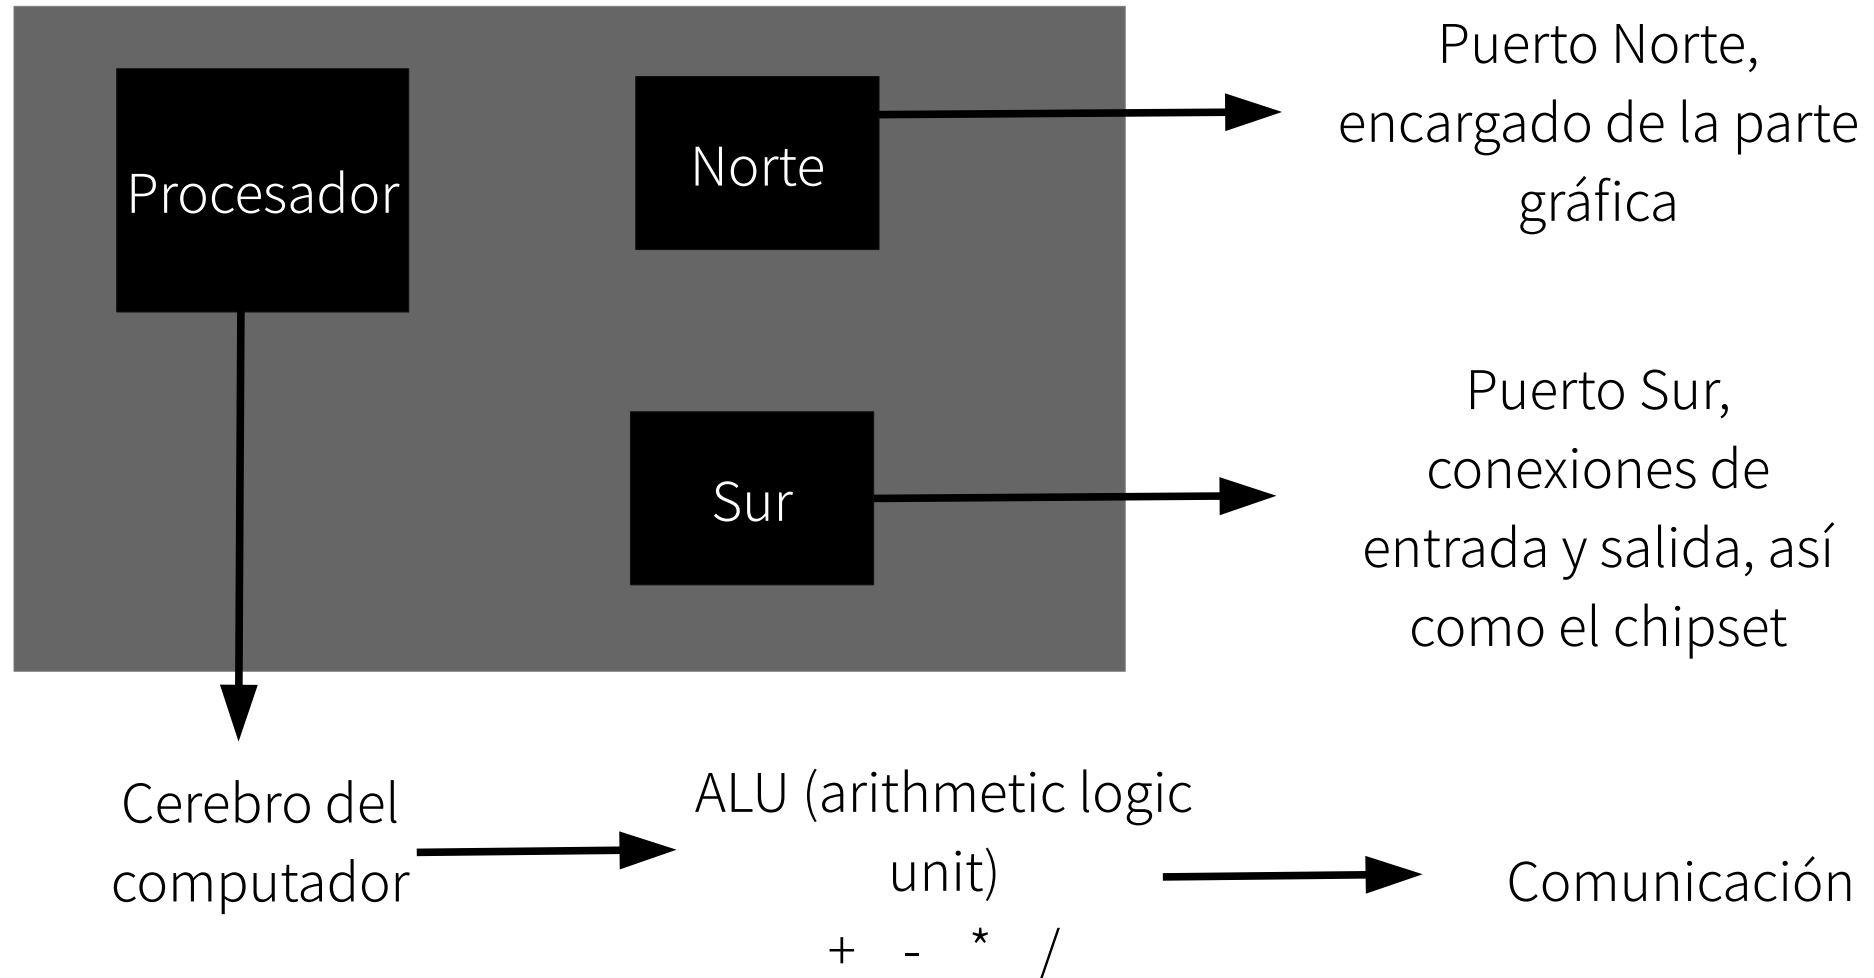 Procesador
Norte
Puerto Norte,
encargado de la parte
gráfica
Sur
Puerto Sur,
conexiones de
entrada y salida, así
como el chipset
Cerebro del
computador
ALU (arithmetic logic
unit)
+ - * /
Comunicación